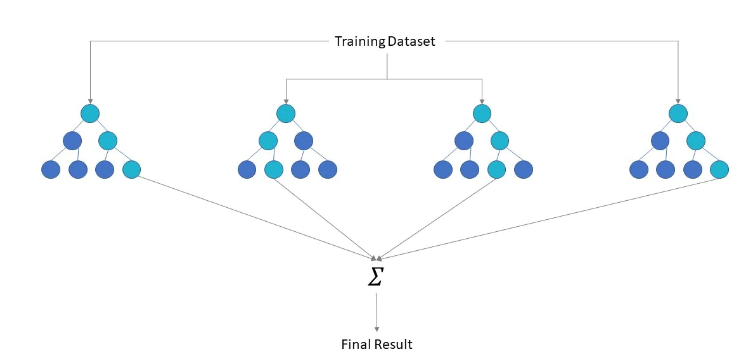 Training Dataset
Σ
Final Result